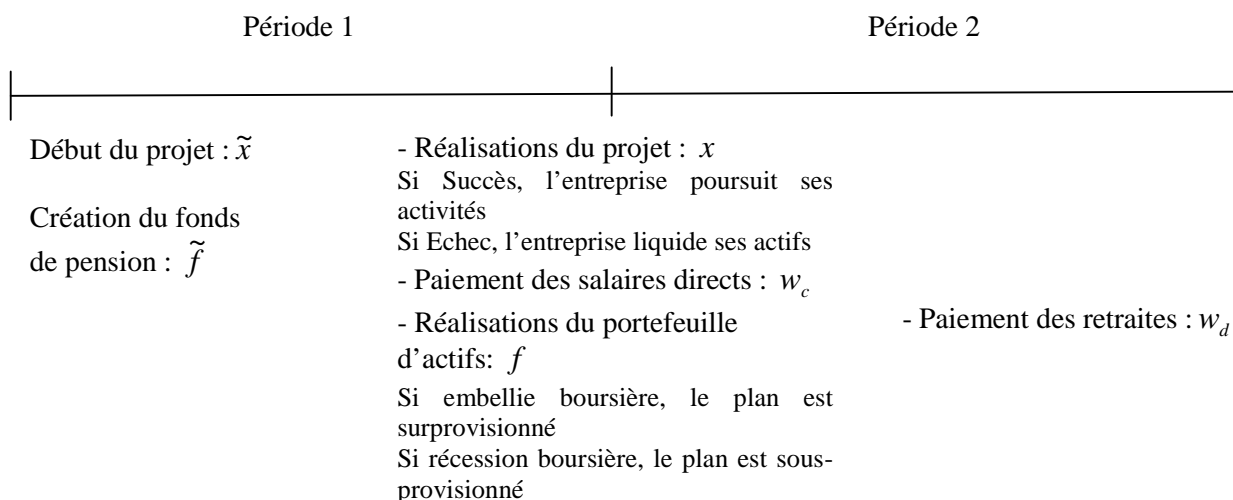 Période 1
Période 2
Début du projet : x̃
Création du fonds
de pension : f̃
- Réalisations du projet : x
Si Succès, l'entreprise poursuit ses
activités
Si Echec, l'entreprise liquide ses actifs
- Paiement des salaires directs : w_c
- Réalisations du portefeuille
d'actifs: f
Si embellie boursière, le plan est
surprovisionné
Si récession boursière, le plan est sous-
provisionné
- Paiement des retraites : w_d